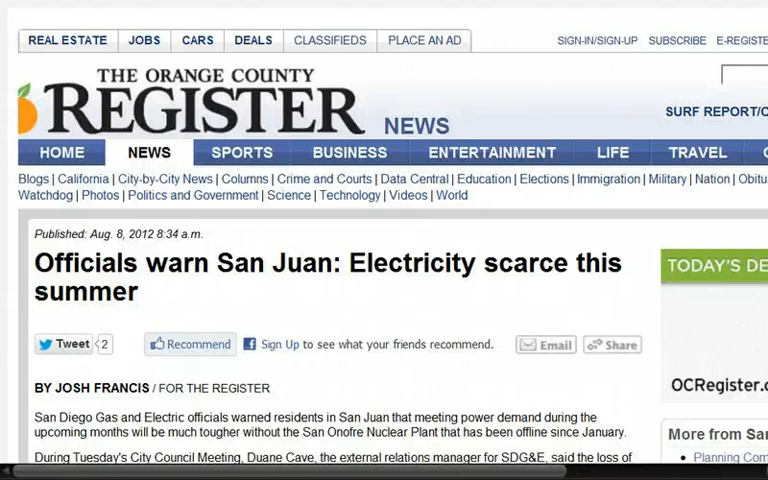 REAL ESTATE JOBS CARS DEALS CLASSIFIEDS PLACE AN AD SIGN-IN/SIGN-UP SUBSCRIBE
THE ORANGE COUNTY
REGISTER NEWS
SURF REPORT/
HOME NEWS SPORTS BUSINESS ENTERTAINMENT LIFE TRAVEL
Blogs | California | City-by-City News | Columns | Crime and Courts | Data Central | Education | Elections | Immigration | Military | Nation |
Watchdog | Photos | Politics and Government | Science | Technology | Videos | World
Published: Aug. 8, 2012 8:34 a.m.
Officials warn San Juan: Electricity scarce this
summer
TODAY'S
Tweet 2 Recommend Sign Up to see what your friends recommend. Email Share
BY JOSH FRANCIS / FOR THE REGISTER
OCRegister.
San Diego Gas and Electric officials warned residents in San Juan that meeting power demand during the
upcoming months will be much tougher without the San Onofre Nuclear Plant that has been offline since January.
More from
During Tuesday's City Council Meeting, Duane Cave, the external relations manager for SDG&E, said the loss of
Planning